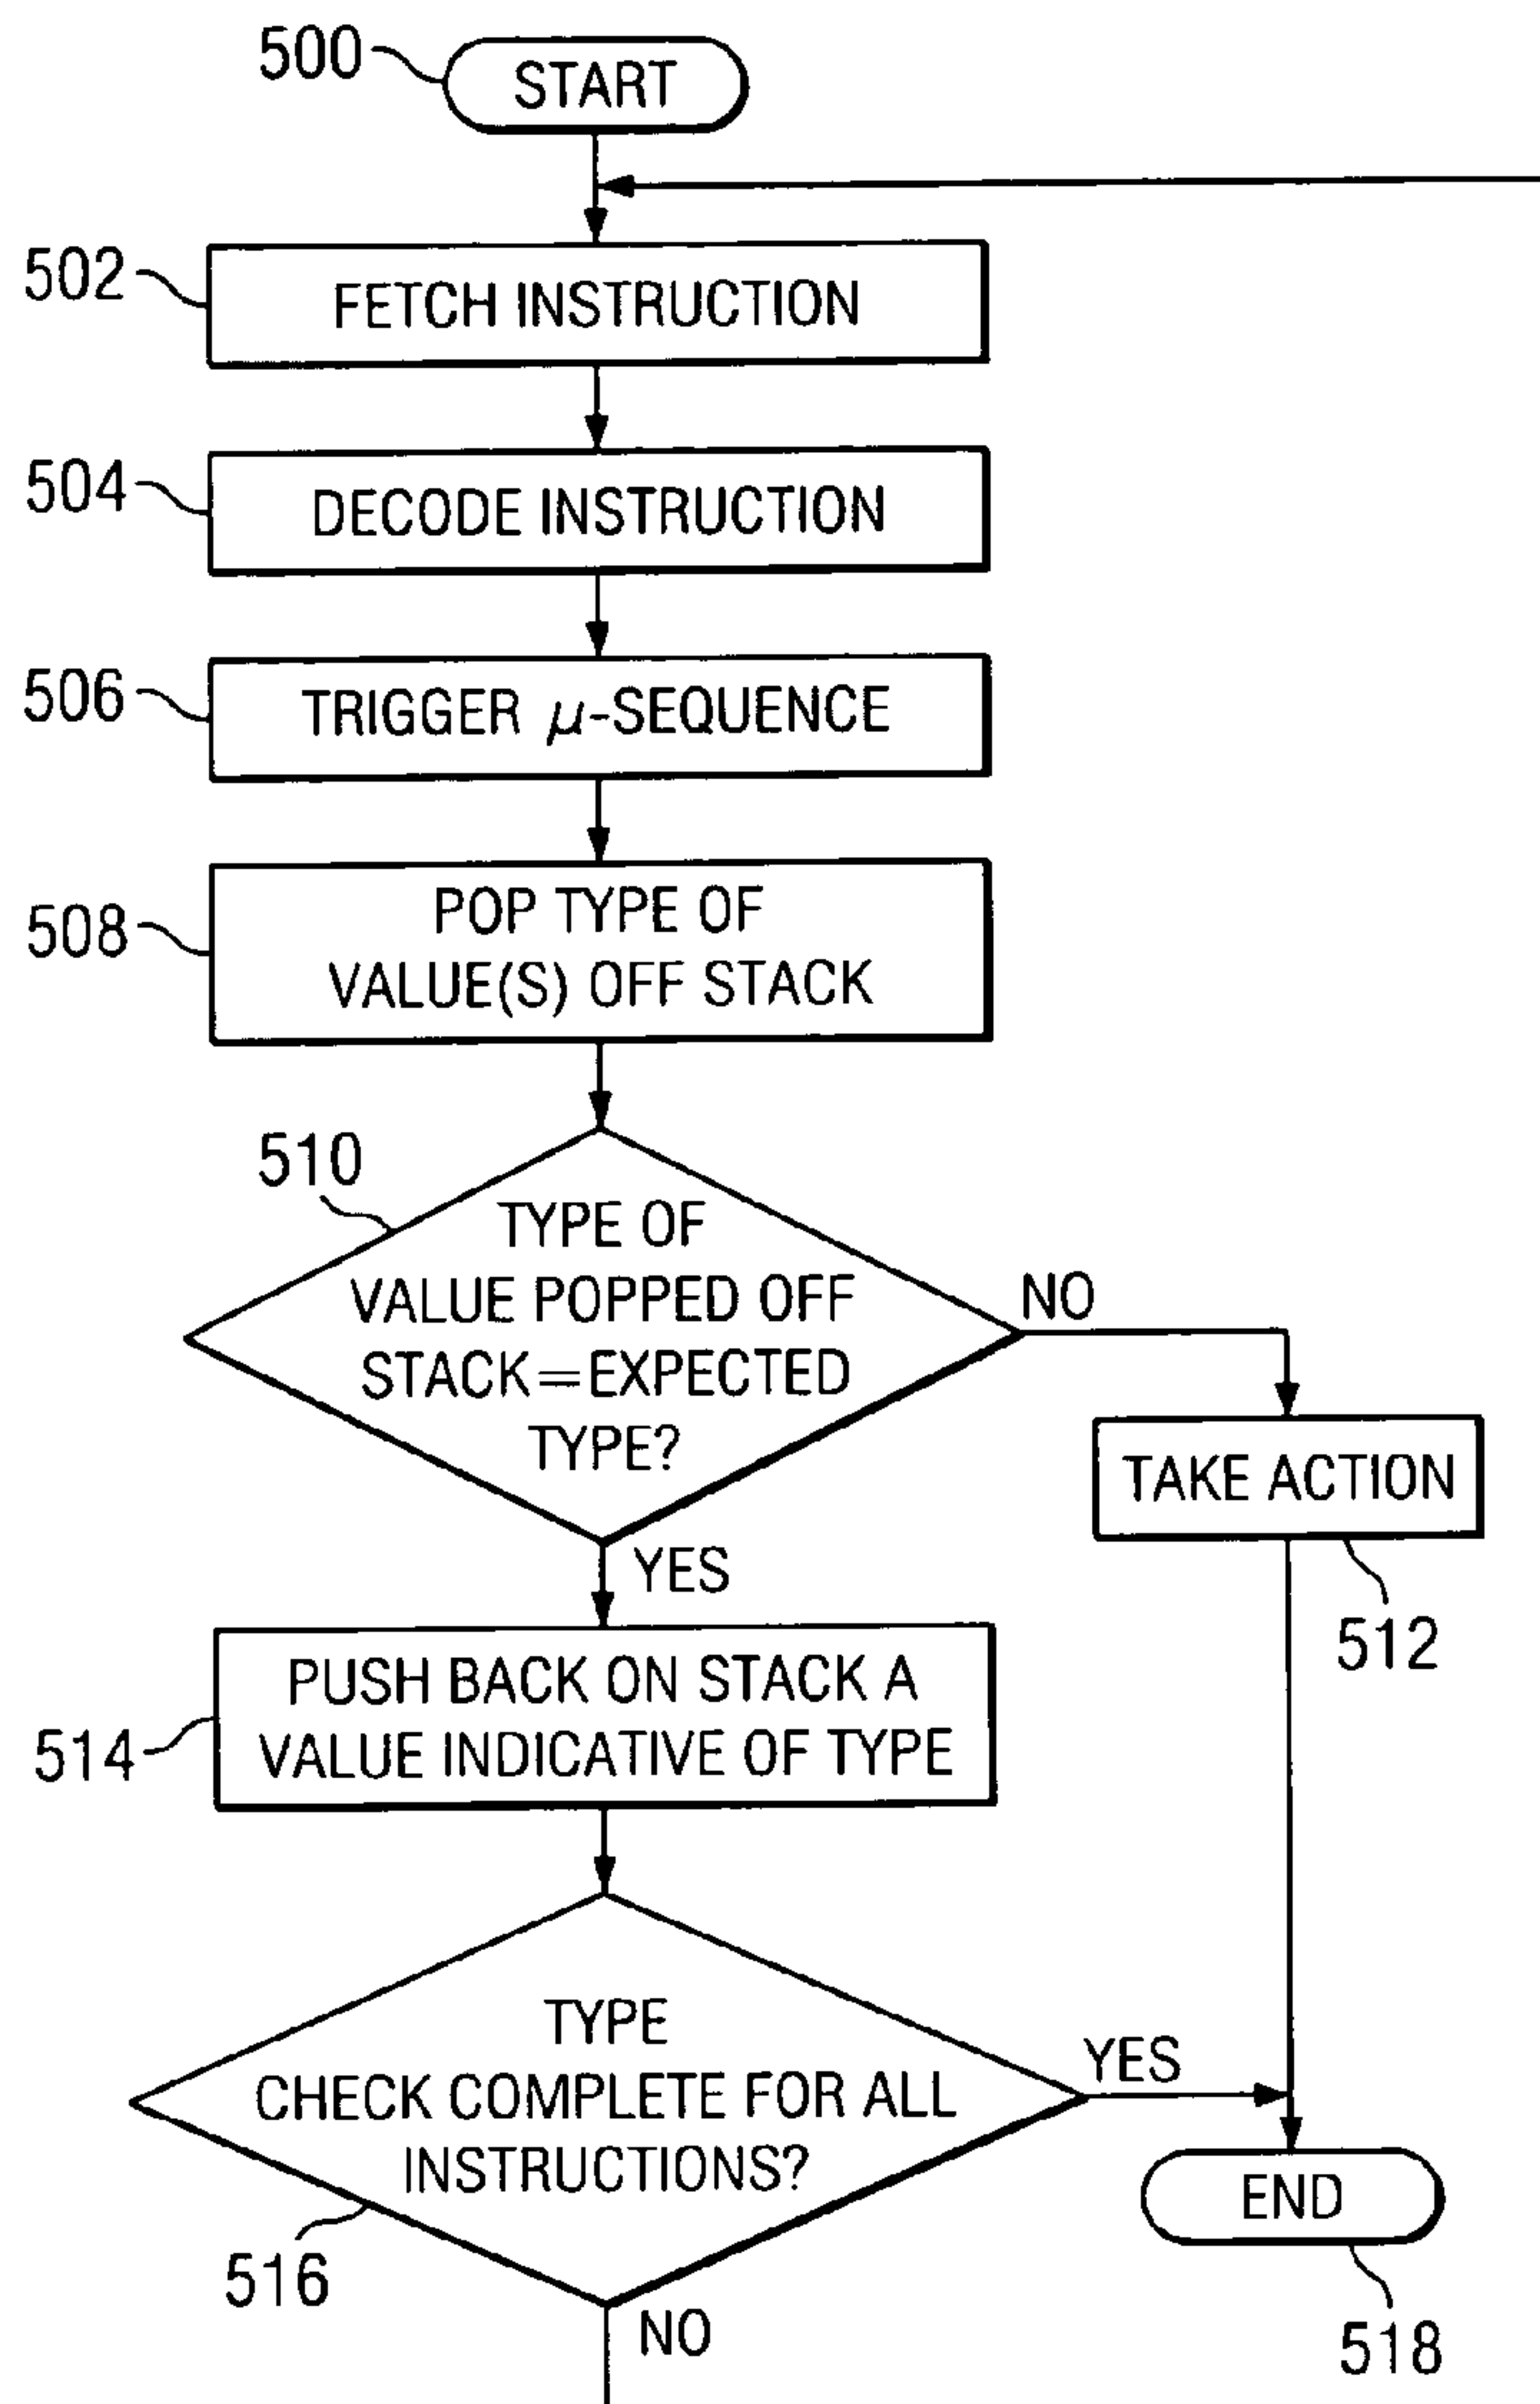 500
START
502
FETCH INSTRUCTION
504
DECODE INSTRUCTION
506
TRIGGER μ-SEQUENCE
508
POP TYPE OF
VALUE(S) OFF STACK
510
TYPE OF
VALUE POPPED OFF
STACK=EXPECTED
TYPE?
NO
TAKE ACTION
512
YES
514
PUSH BACK ON STACK A
VALUE INDICATIVE OF TYPE
TYPE
CHECK COMPLETE FOR ALL
INSTRUCTIONS?
YES
516
NO
END
518